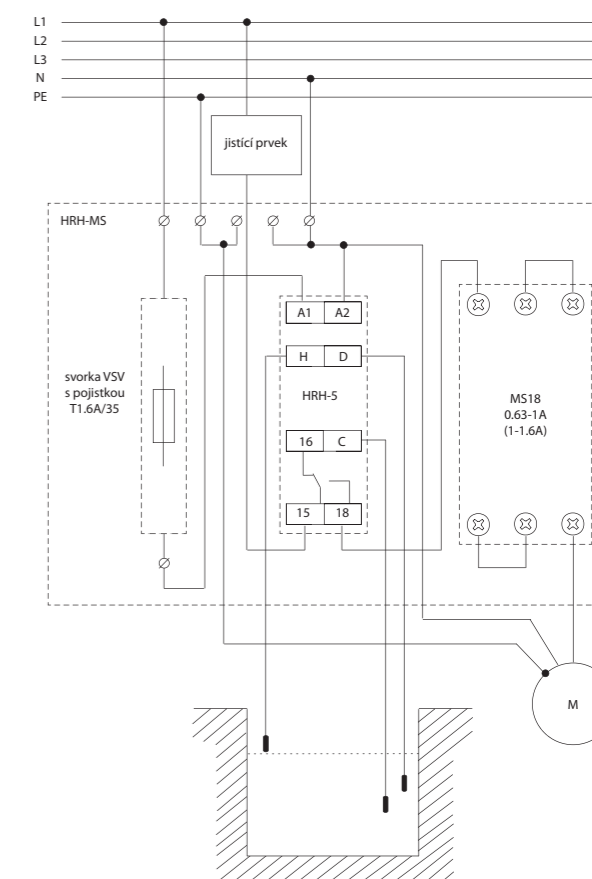 L1
L2
L3
N
PE
jistící prvek
HRH-MS
A1 A2
H D
svorka VSV
s pojistkou
T1.6A/35
HRH-5
MS18
0.63-1A
(1-1.6A)
16 C
15 18
M